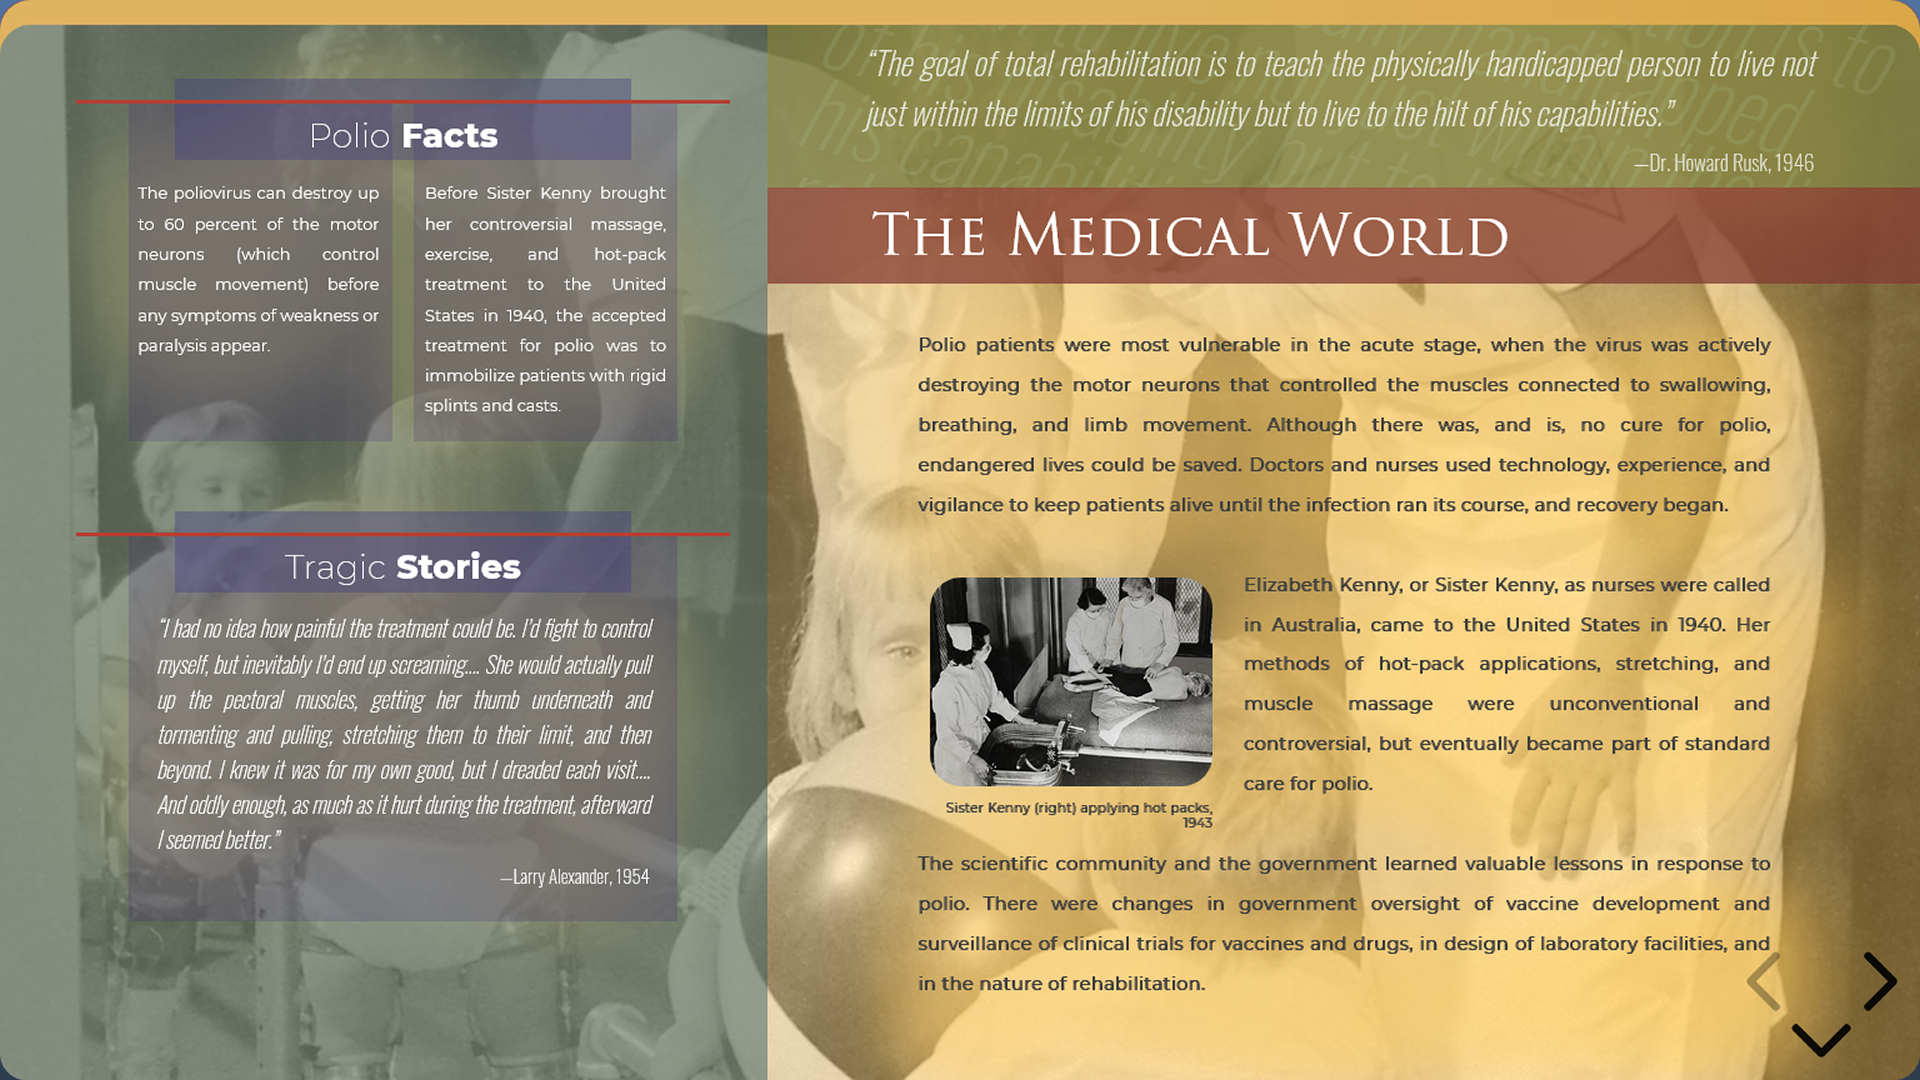 Polio Facts
The poliovirus can destroy up
to 60 percent of the motor
neurons (which control
muscle movement) before
any symptoms of weakness or
paralysis appear.
Before Sister Kenny brought
her controversial massage,
exercise, and hot-pack
treatment to the United
States in 1940, the accepted
treatment for polio was to
immobilize patients with rigid
splints and casts.
Tragic Stories
“I had no idea how painful the treatment could be. I’d fight to control
myself, but inevitably I’d end up screaming.... She would actually pull
up the pectoral muscles, getting her thumb underneath and
tormenting and pulling, stretching them to their limit, and then
beyond. I knew it was for my own good, but I dreaded each visit....
And oddly enough, as much as it hurt during the treatment, afterward
I seemed better.”
—Larry Alexander, 1954
“The goal of total rehabilitation is to teach the physically handicapped person to live not
just within the limits of his disability but to live to the hilt of his capabilities.”
—Dr. Howard Rusk, 1946
THE MEDICAL WORLD
Polio patients were most vulnerable in the acute stage, when the virus was actively
destroying the motor neurons that controlled the muscles connected to swallowing,
breathing, and limb movement. Although there was, and is, no cure for polio,
endangered lives could be saved. Doctors and nurses used technology, experience, and
vigilance to keep patients alive until the infection ran its course, and recovery began.
Elizabeth Kenny, or Sister Kenny, as nurses were called
in Australia, came to the United States in 1940. Her
methods of hot-pack applications, stretching, and
muscle massage were unconventional and
controversial, but eventually became part of standard
care for polio.
Sister Kenny (right) applying hot packs,
1943
The scientific community and the government learned valuable lessons in response to
polio. There were changes in government oversight of vaccine development and
surveillance of clinical trials for vaccines and drugs, in design of laboratory facilities, and
in the nature of rehabilitation.